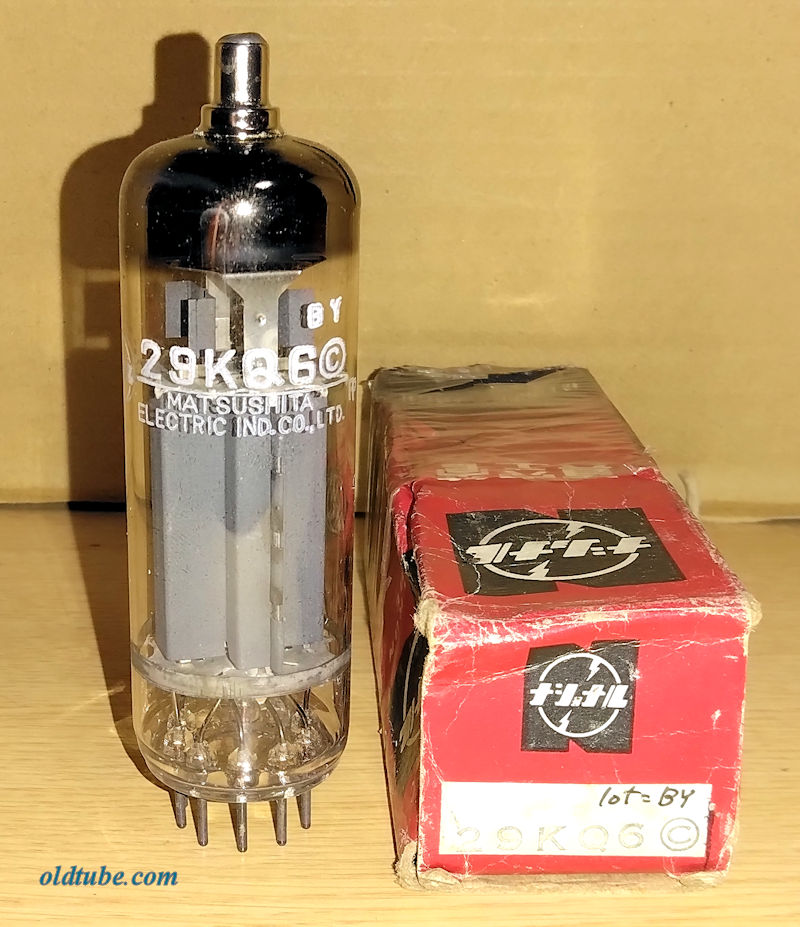 BY
29KQ6©
MATSUSHITA
ELECTRIC IND.CO.,LTD.
ナショナル
N
ナショナル
lot=BY
29KQ6©
oldtube.com